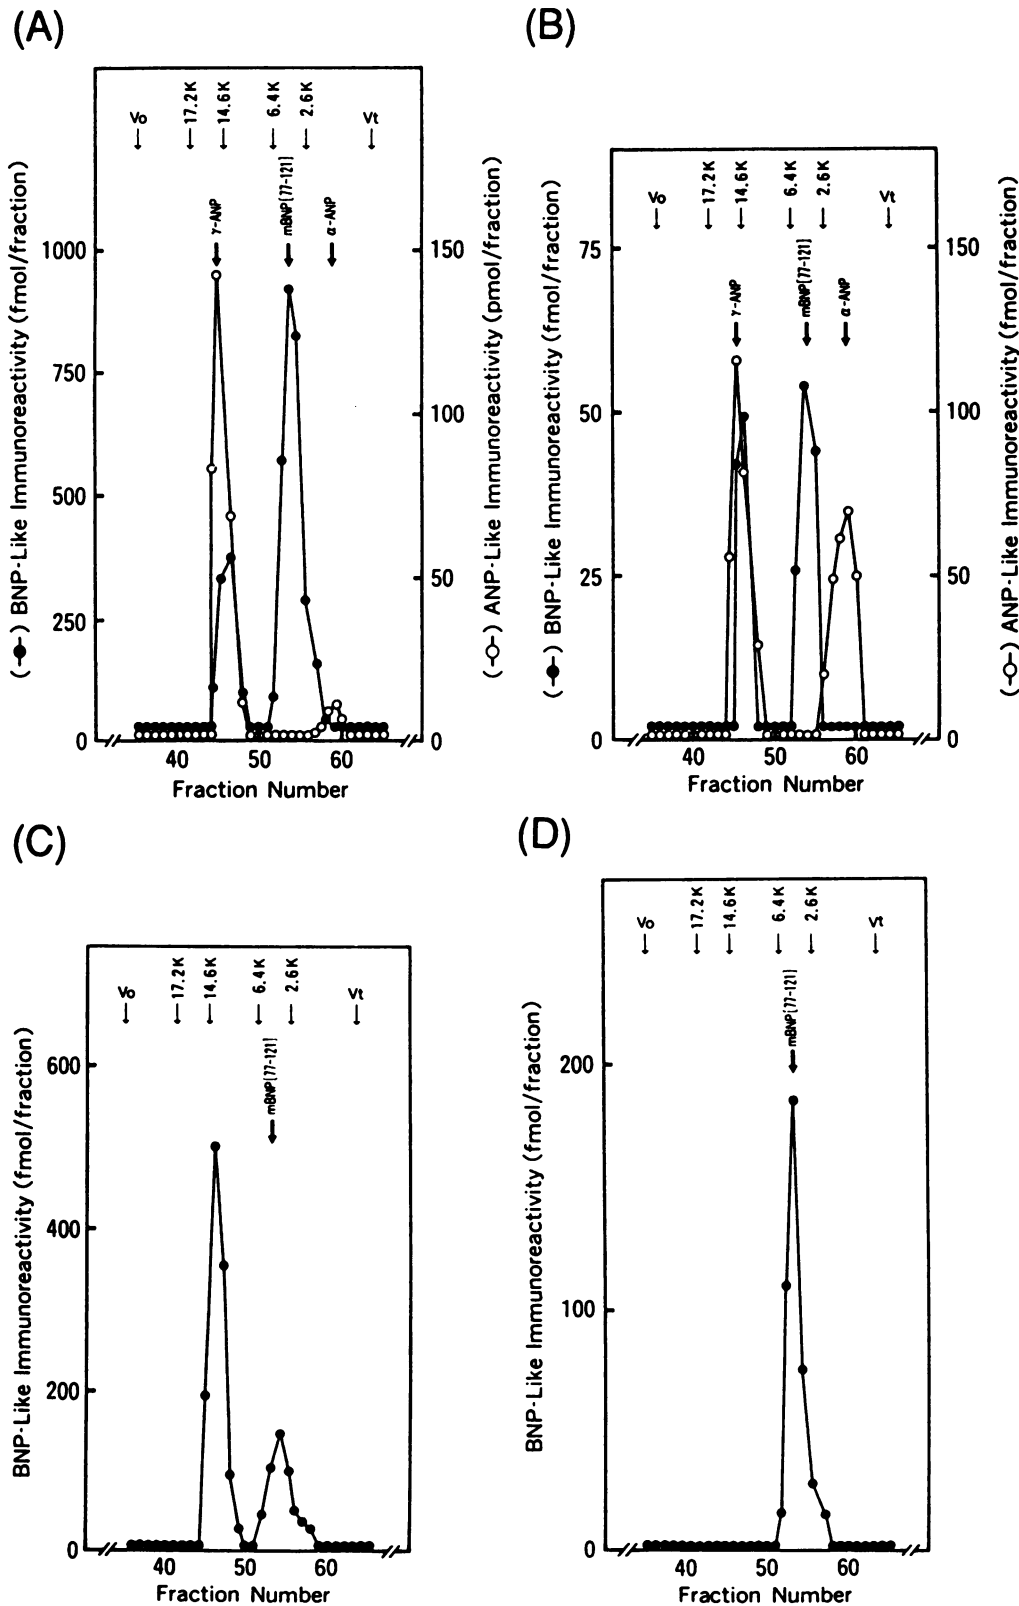 (A)
Vo
17.2K
14.6K
6.4K
2.6K
Vt
γ-ANP
mBNP[77-121]
α-ANP
(-●-) BNP-Like Immunoreactivity (fmol/fraction)
1000
750
500
250
0
150
100
50
0
(-○-) ANP-Like Immunoreactivity (pmol/fraction)
40 50 60
Fraction Number
(B)
Vo
17.2K
14.6K
6.4K
2.6K
Vt
γ-ANP
mBNP[77-121]
α-ANP
(-●-) BNP-Like Immunoreactivity (fmol/fraction)
75
50
25
0
150
100
50
0
(-○-) ANP-Like Immunoreactivity (fmol/fraction)
40 50 60
Fraction Number
(C)
Vo
17.2K
14.6K
6.4K
2.6K
Vt
mBNP[77-121]
BNP-Like Immunoreactivity (fmol/fraction)
600
400
200
0
40 50 60
Fraction Number
(D)
Vo
17.2K
14.6K
6.4K
2.6K
Vt
mBNP[77-121]
BNP-Like Immunoreactivity (fmol/fraction)
200
100
0
40 50 60
Fraction Number